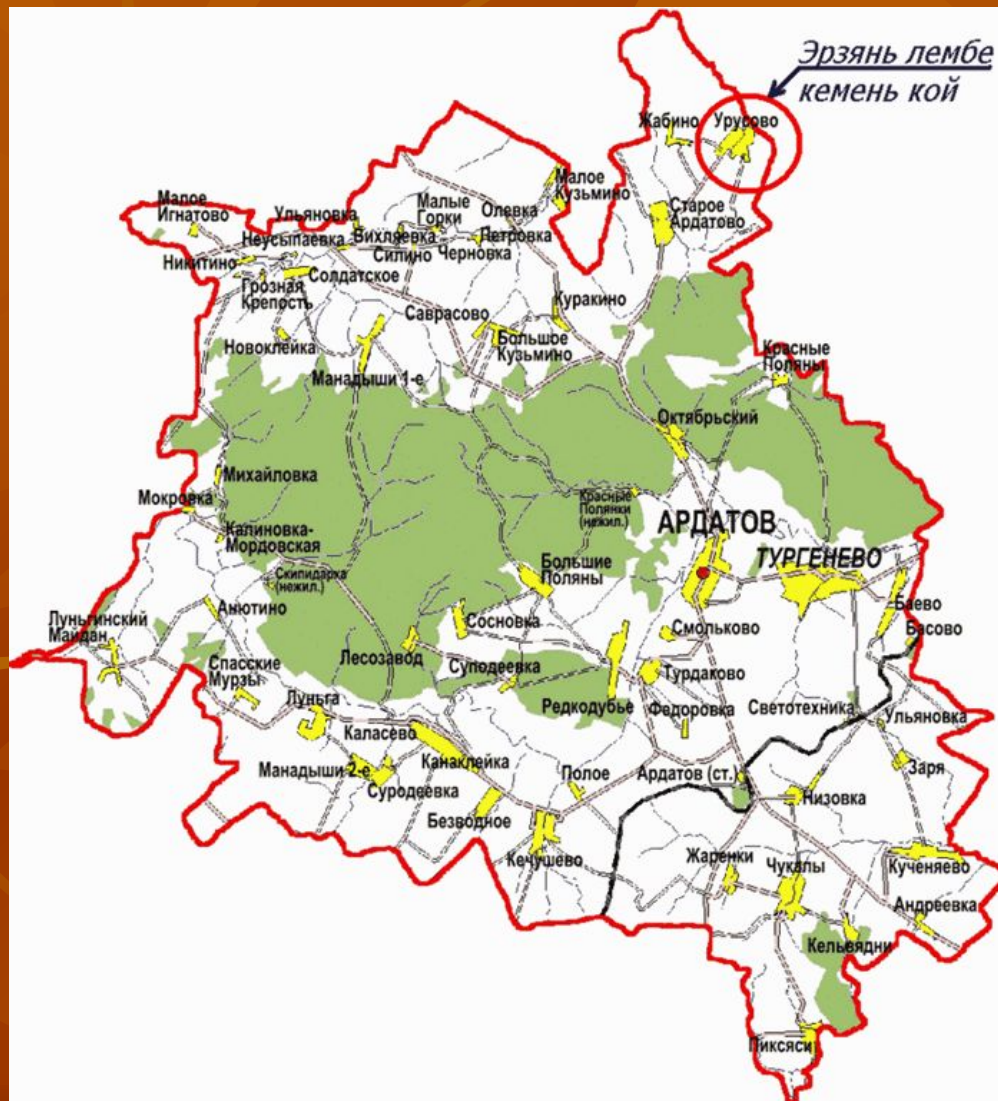 Эрзянь лембе
кемень кой
Жабино
Урусово
Малое
Кузьмино
Старое
Ардатово
Малое
Игнатово
Ульяновка
Малые
Горки
Олевка
Неусыпаевка
Вихляевка
Петровка
Никитино
Силино
Черновка
Солдатское
Грозная
Крепость
Куракино
Саврасово
Новоклейка
Большое
Кузьмино
Красные
Поляны
Манадыши 1-е
Октябрьский
Михайловка
Мокровка
Красные
Полянки
(нежил.)
АРДАТОВ
Калиновка-
Мордовская
ТУРГЕНЕВО
Большие
Поляны
Скипидарка
(нежил.)
Анютино
Баево
Луньгинский
Майдан
Сосновка
Смольково
Басово
Лесозавод
Суподеевка
Турдаково
Спасские
Мурзы
Луньга
Редкодубье
Федоровка
Светотехника
Ульяновка
Каласево
Манадыши 2-е
Канаклейка
Полое
Ардатов (ст.)
Заря
Суродеевка
Низовка
Безводное
Кечушево
Жаренки
Чукалы
Кученяево
Андреевка
Кельвядни
Пиксяси